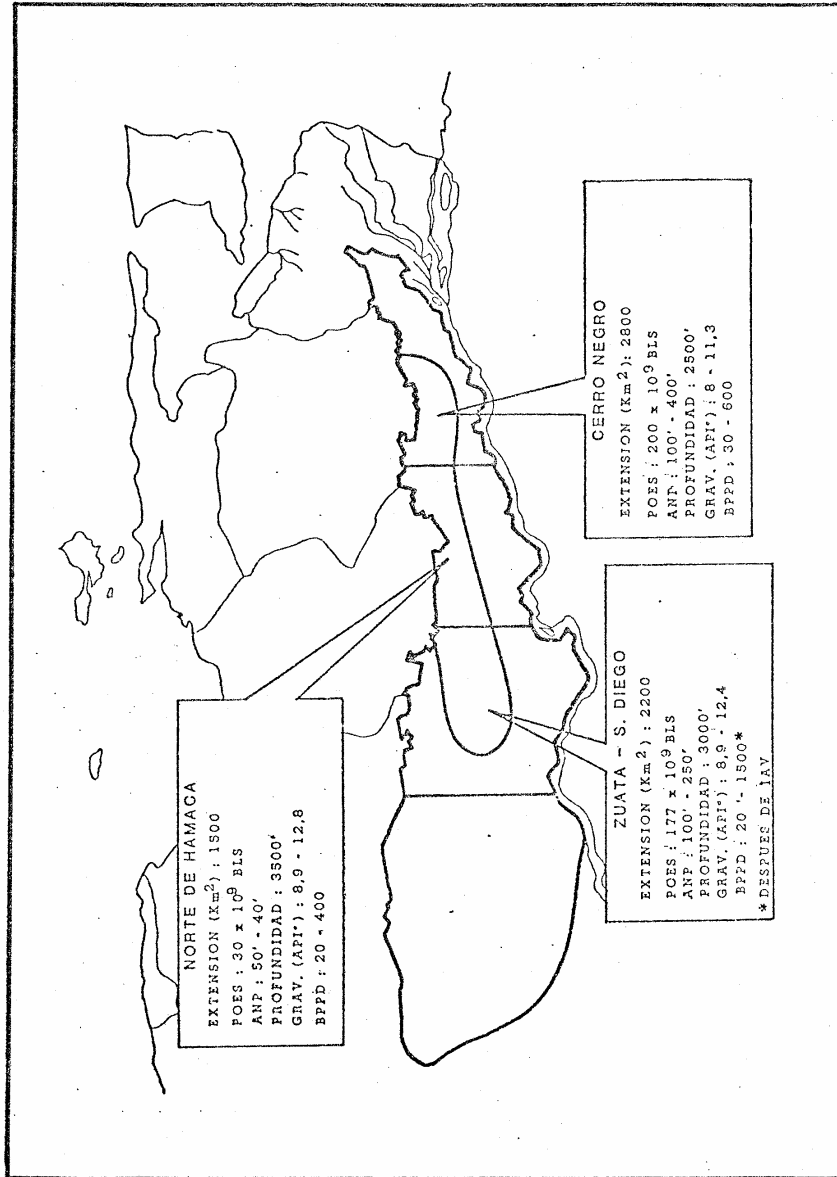 NORTE DE HAMACA
EXTENSION (Km²) : 1500
POES : 30 x 10⁹ BLS
ANP : 50' - 40'
PROFUNDIDAD : 3500'
GRAV. (API°) : 8,9 - 12,8
BPPD : 20 - 400
ZUATA - S. DIEGO
EXTENSION (Km²) : 2200
POES : 177 x 10⁹ BLS
ANP : 100' - 250'
PROFUNDIDAD : 3000'
GRAV. (API°) : 8,9 - 12,4
BPPD : 20 '- 1500*
* DESPUES DE IAV
CERRO NEGRO
EXTENSION (Km²) : 2800
POES : 200 x 10⁹ BLS
ANP : 100' - 400'
PROFUNDIDAD : 2500'
GRAV. (API°) : 8 - 11,3
BPPD : 30 - 600